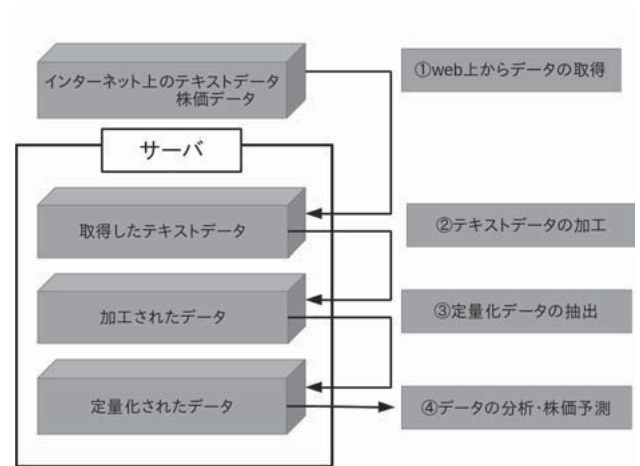 インターネット上のテキストデータ
株価データ
①web上からデータの取得
サーバ
取得したテキストデータ
②テキストデータの加工
加工されたデータ
③定量化データの抽出
定量化されたデータ
④データの分析・株価予測